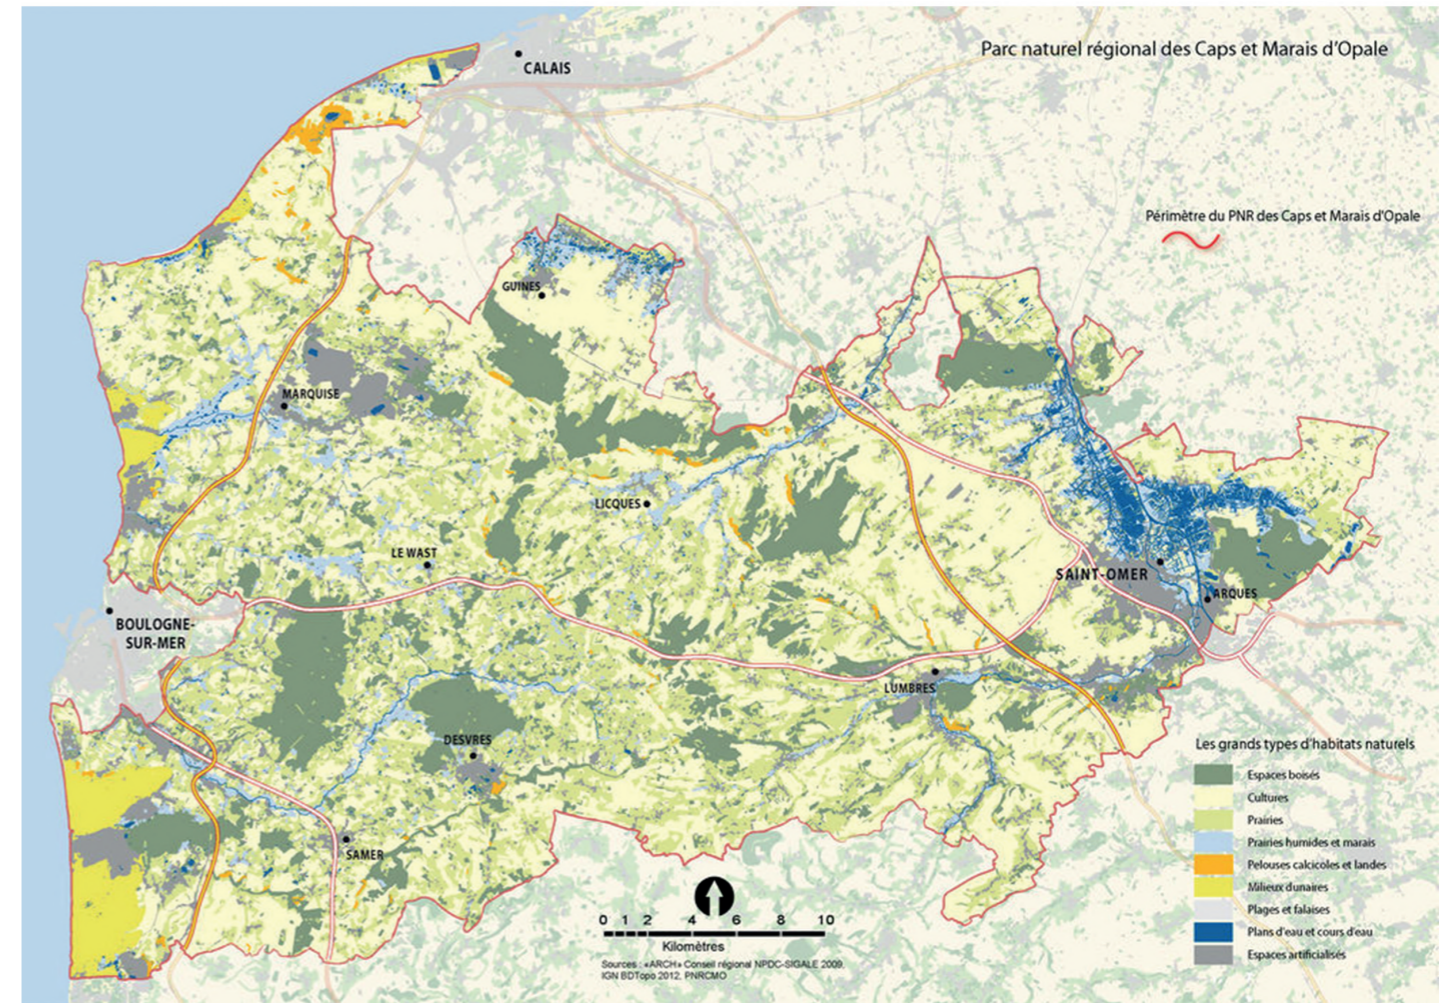 Parc naturel régional des Caps et Marais d'Opale
CALAIS
Périmètre du PNR des Caps et Marais d'Opale
GUINES
MARQUISE
LICQUES
LE WAST
SAINT-OMER
ARQUES
BOULOGNE-
SUR-MER
LUMBRES
DESVRES
SAMER
Les grands types d'habitats naturels
Espaces boisés
Cultures
Prairies
Prairies humides et marais
Pelouses calcicoles et landes
Milieux dunaires
Plages et falaises
Plans d'eau et cours d'eau
Espaces artificialisés
0 1 2 4 6 8 10
Kilomètres
Sources : «ARCH» Conseil régional NPDC-SIGALE 2009,
IGN BDTopo 2012, PNRCMO